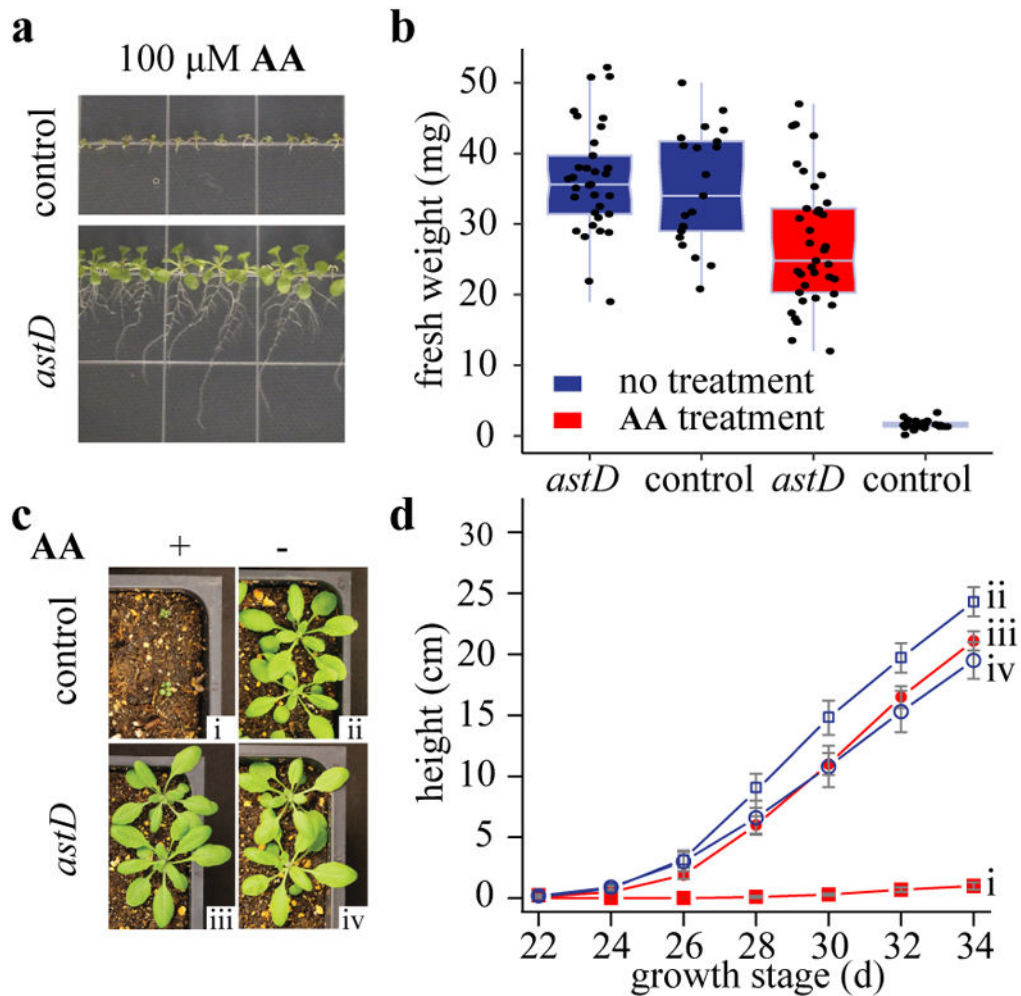 a
100 μM AA
control
astD
b
fresh weight (mg)
50
40
30
20
10
0
no treatment
AA treatment
astD control astD control
c
AA + -
control
astD
i
ii
iii
iv
d
height (cm)
30
25
20
15
10
5
0
ii
iii
iv
i
22 24 26 28 30 32 34
growth stage (d)